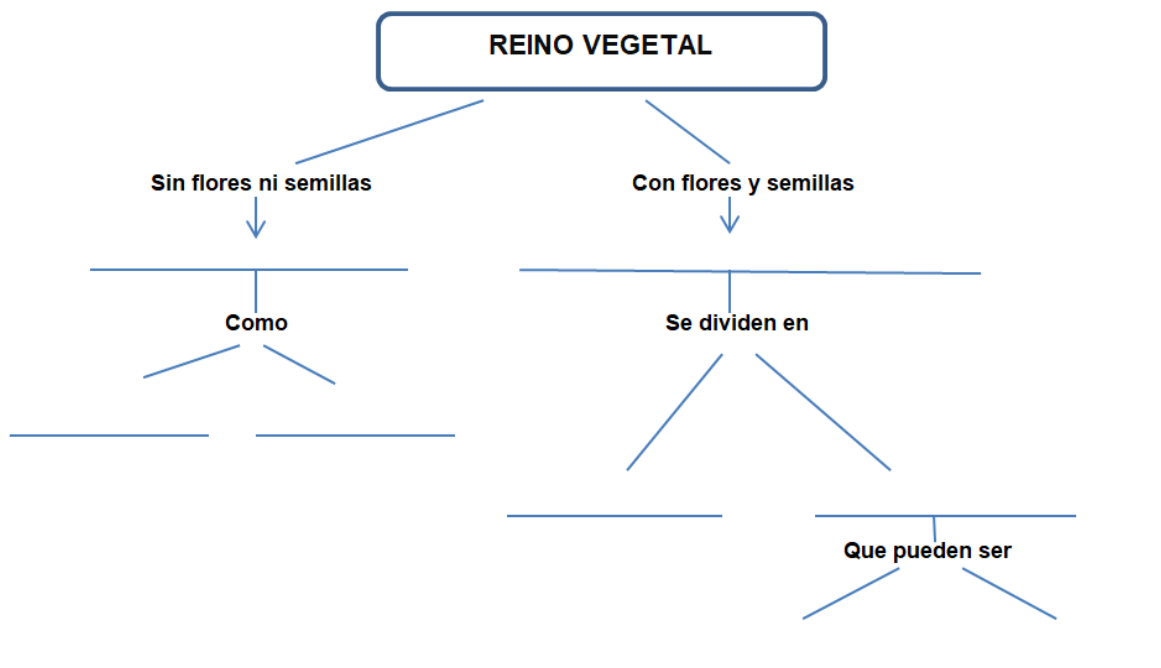 REINO VEGETAL
Sin flores ni semillas
Con flores y semillas
Como
Se dividen en
Que pueden ser